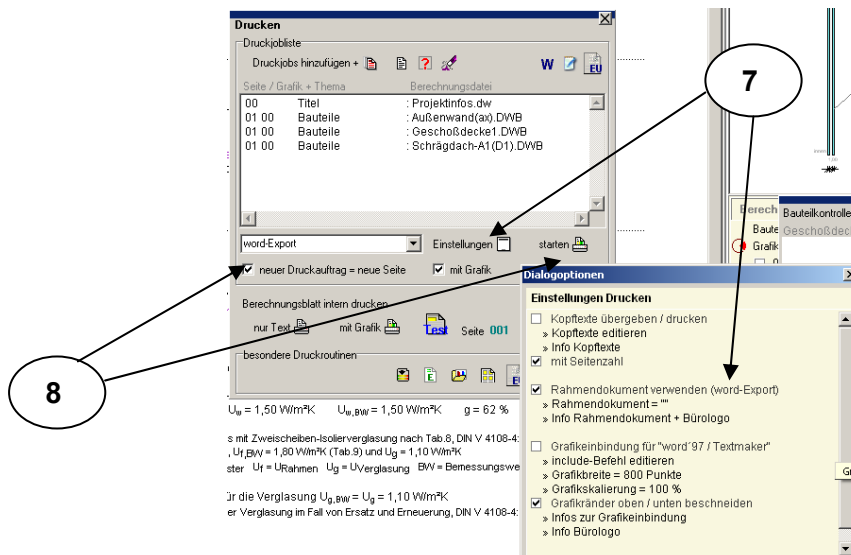 Drucken
Druckjobliste
Druckjobs hinzufügen +
W
EU
Seite / Grafik + Thema Berechnungsdatei
00 Titel : Projektinfos.dw
01 00 Bauteile : Außenwand(ax).DWB
01 00 Bauteile : Geschoßdecke1.DWB
01 00 Bauteile : Schrägdach-A1(D1).DWB
word-Export Einstellungen starten
neuer Druckauftrag = neue Seite mit Grafik
Berechnungsblatt intern drucken
nur Text mit Grafik Test Seite 001
besondere Druckroutinen
7
8
Berech
Baute
Grafik
Bauteilkontrolle
Geschoßdec
Dialogoptionen
Einstellungen Drucken
Kopftexte übergeben / drucken
» Kopftexte editieren
» Info Kopftexte
mit Seitenzahl
Rahmendokument verwenden (word-Export)
» Rahmendokument = ""
» Info Rahmendokument + Bürologo
Grafikeinbindung für "word´97 / Textmaker"
» include-Befehl editieren
» Grafikbreite = 800 Punkte
» Grafikskalierung = 100 %
Grafikränder oben / unten beschneiden
» Infos zur Grafikeinbindung
» Info Bürologo
Uw = 1,50 W/m²K Uw,BW = 1,50 W/m²K g = 62 %
s mit Zweischeiben-Isolierverglasung nach Tab.8, DIN V 4108-4:
, Uf,BW = 1,80 W/m²K (Tab.9) und Ug = 1,10 W/m²K
ster Uf = URahmen Ug = UVerglasung BW = Bemessungswe
ür die Verglasung Ug,BW = Ug = 1,10 W/m²K
er Verglasung im Fall von Ersatz und Erneuerung, DIN V 4108-4: